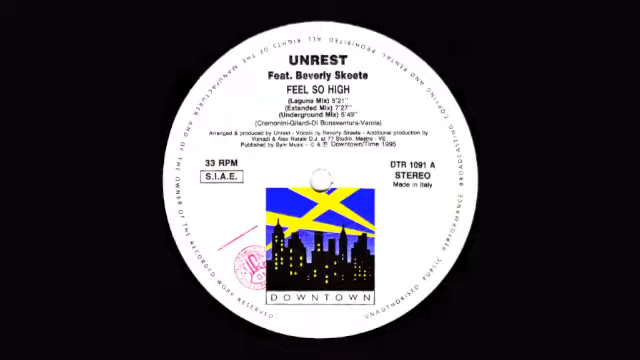 ALL RIGHTS OF THE MANUFACTURER AND OF THE OWNER OF THE RECORDED WORK RESERVED
UNAUTHORISED PUBLIC PERFORMANCE BROADCASTING COPYING AND RENTAL PROHIBITED
UNREST
Feat. Beverly Skeete
FEEL SO HIGH
(Laguna Mix) 5'21"
(Extended Mix) 7'27"
(Underground Mix) 5'49"
(Cremonini-Gilardi-Di Bonaventura-Varola)
Arranged & produced by Unrest - Vocals by Beverly Skeete - Additional production by
Visnadi & Alex Natale D.J. at 77 Studio, Mestre - VE
Published by Bym Music - © ℗ Downtown/Time 1995
33 RPM
S.I.A.E.
DTR 1091 A
STEREO
Made in Italy
DOWNTOWN